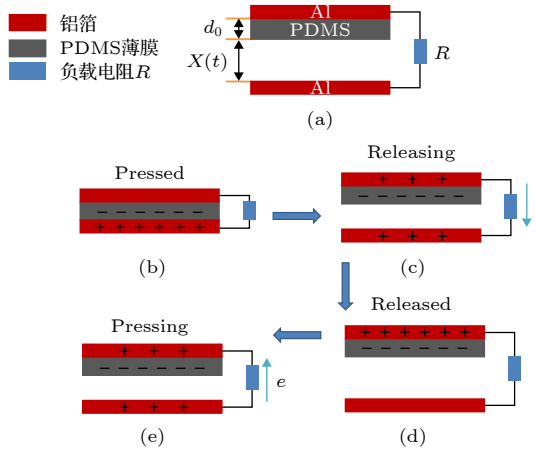 铝箔
PDMS薄膜
负载电阻R
Al
d₀
PDMS
X(t)
R
Al
(a)
Pressed
− − − − − −
+ + + + + +
(b)
Releasing
+ + +
− − − − − −
+ + +
(c)
Pressing
+ + +
− − − − − −
e
+ + +
(e)
Released
+ + + + + +
− − − − − −
(d)